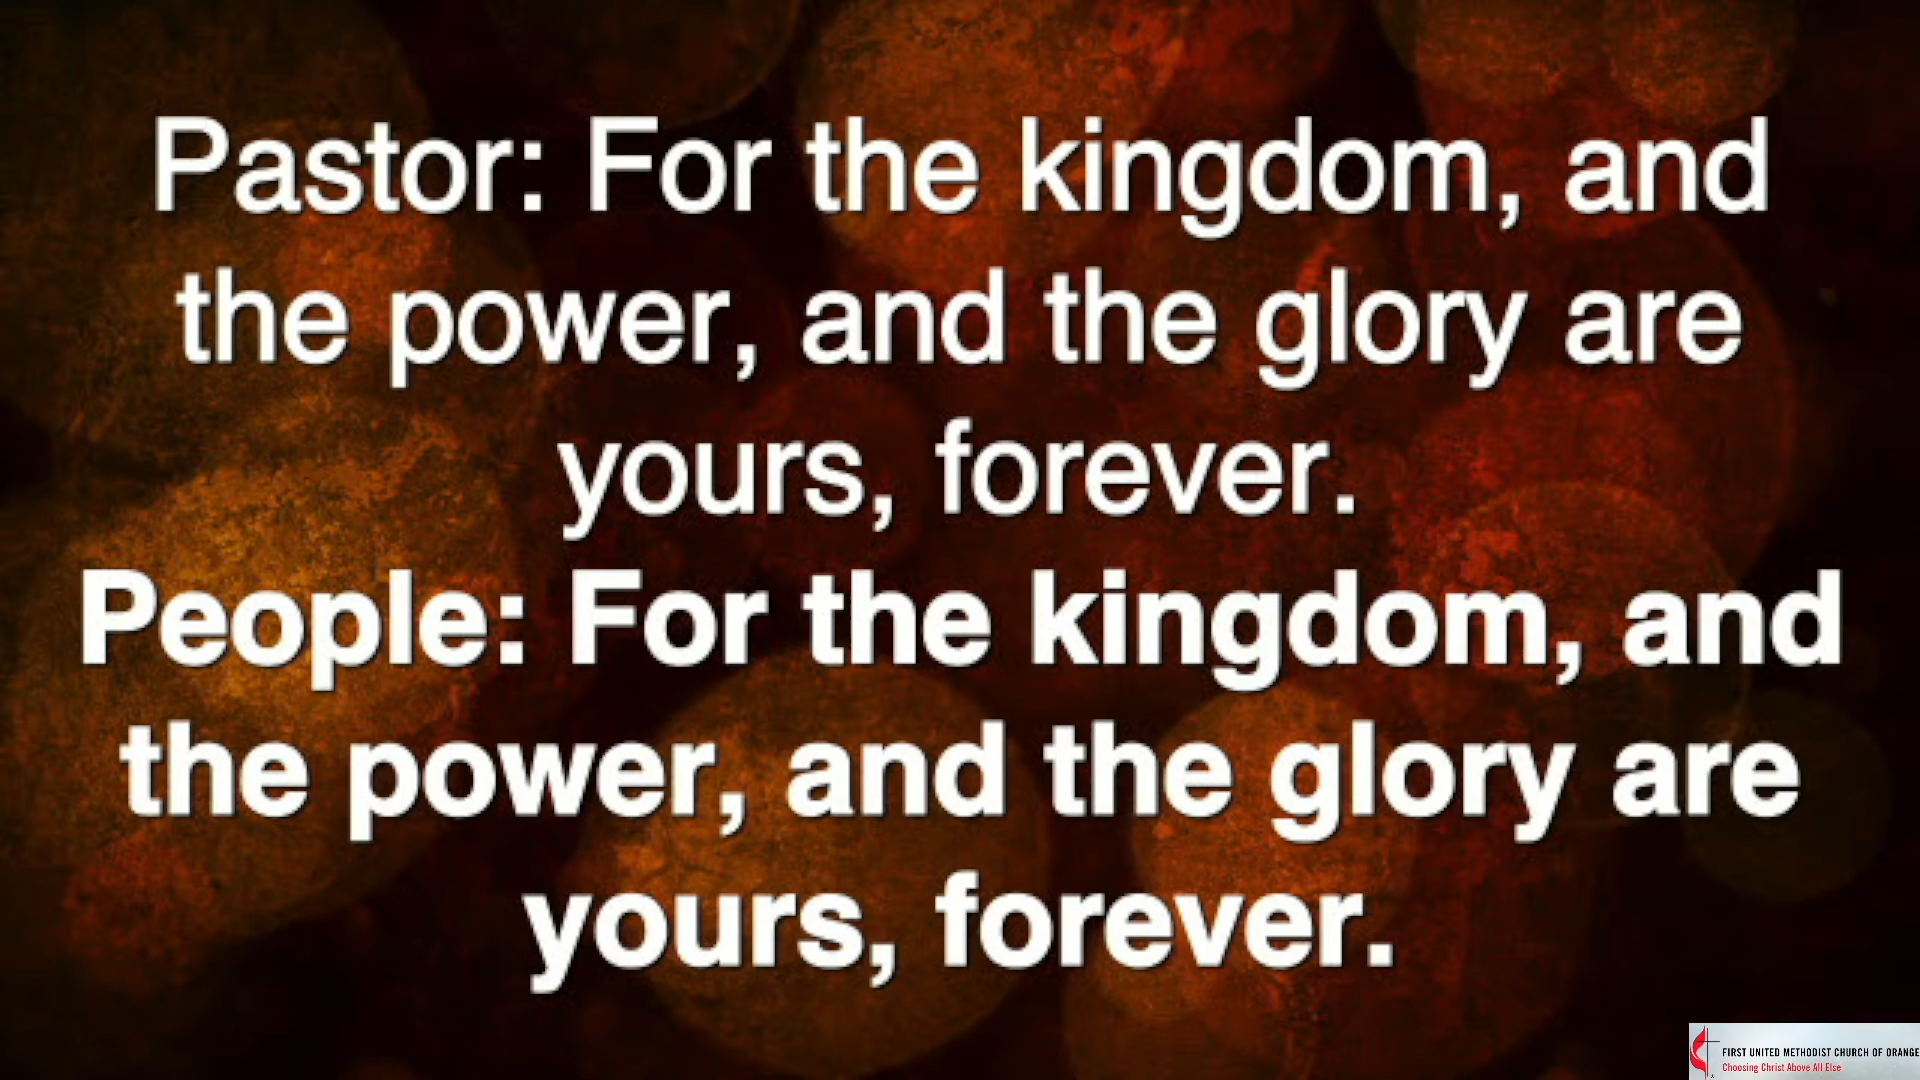 Pastor: For the kingdom, and
the power, and the glory are
yours, forever.
People: For the kingdom, and
the power, and the glory are
yours, forever.
FIRST UNITED METHODIST CHURCH OF ORANGE
Choosing Christ Above All Else